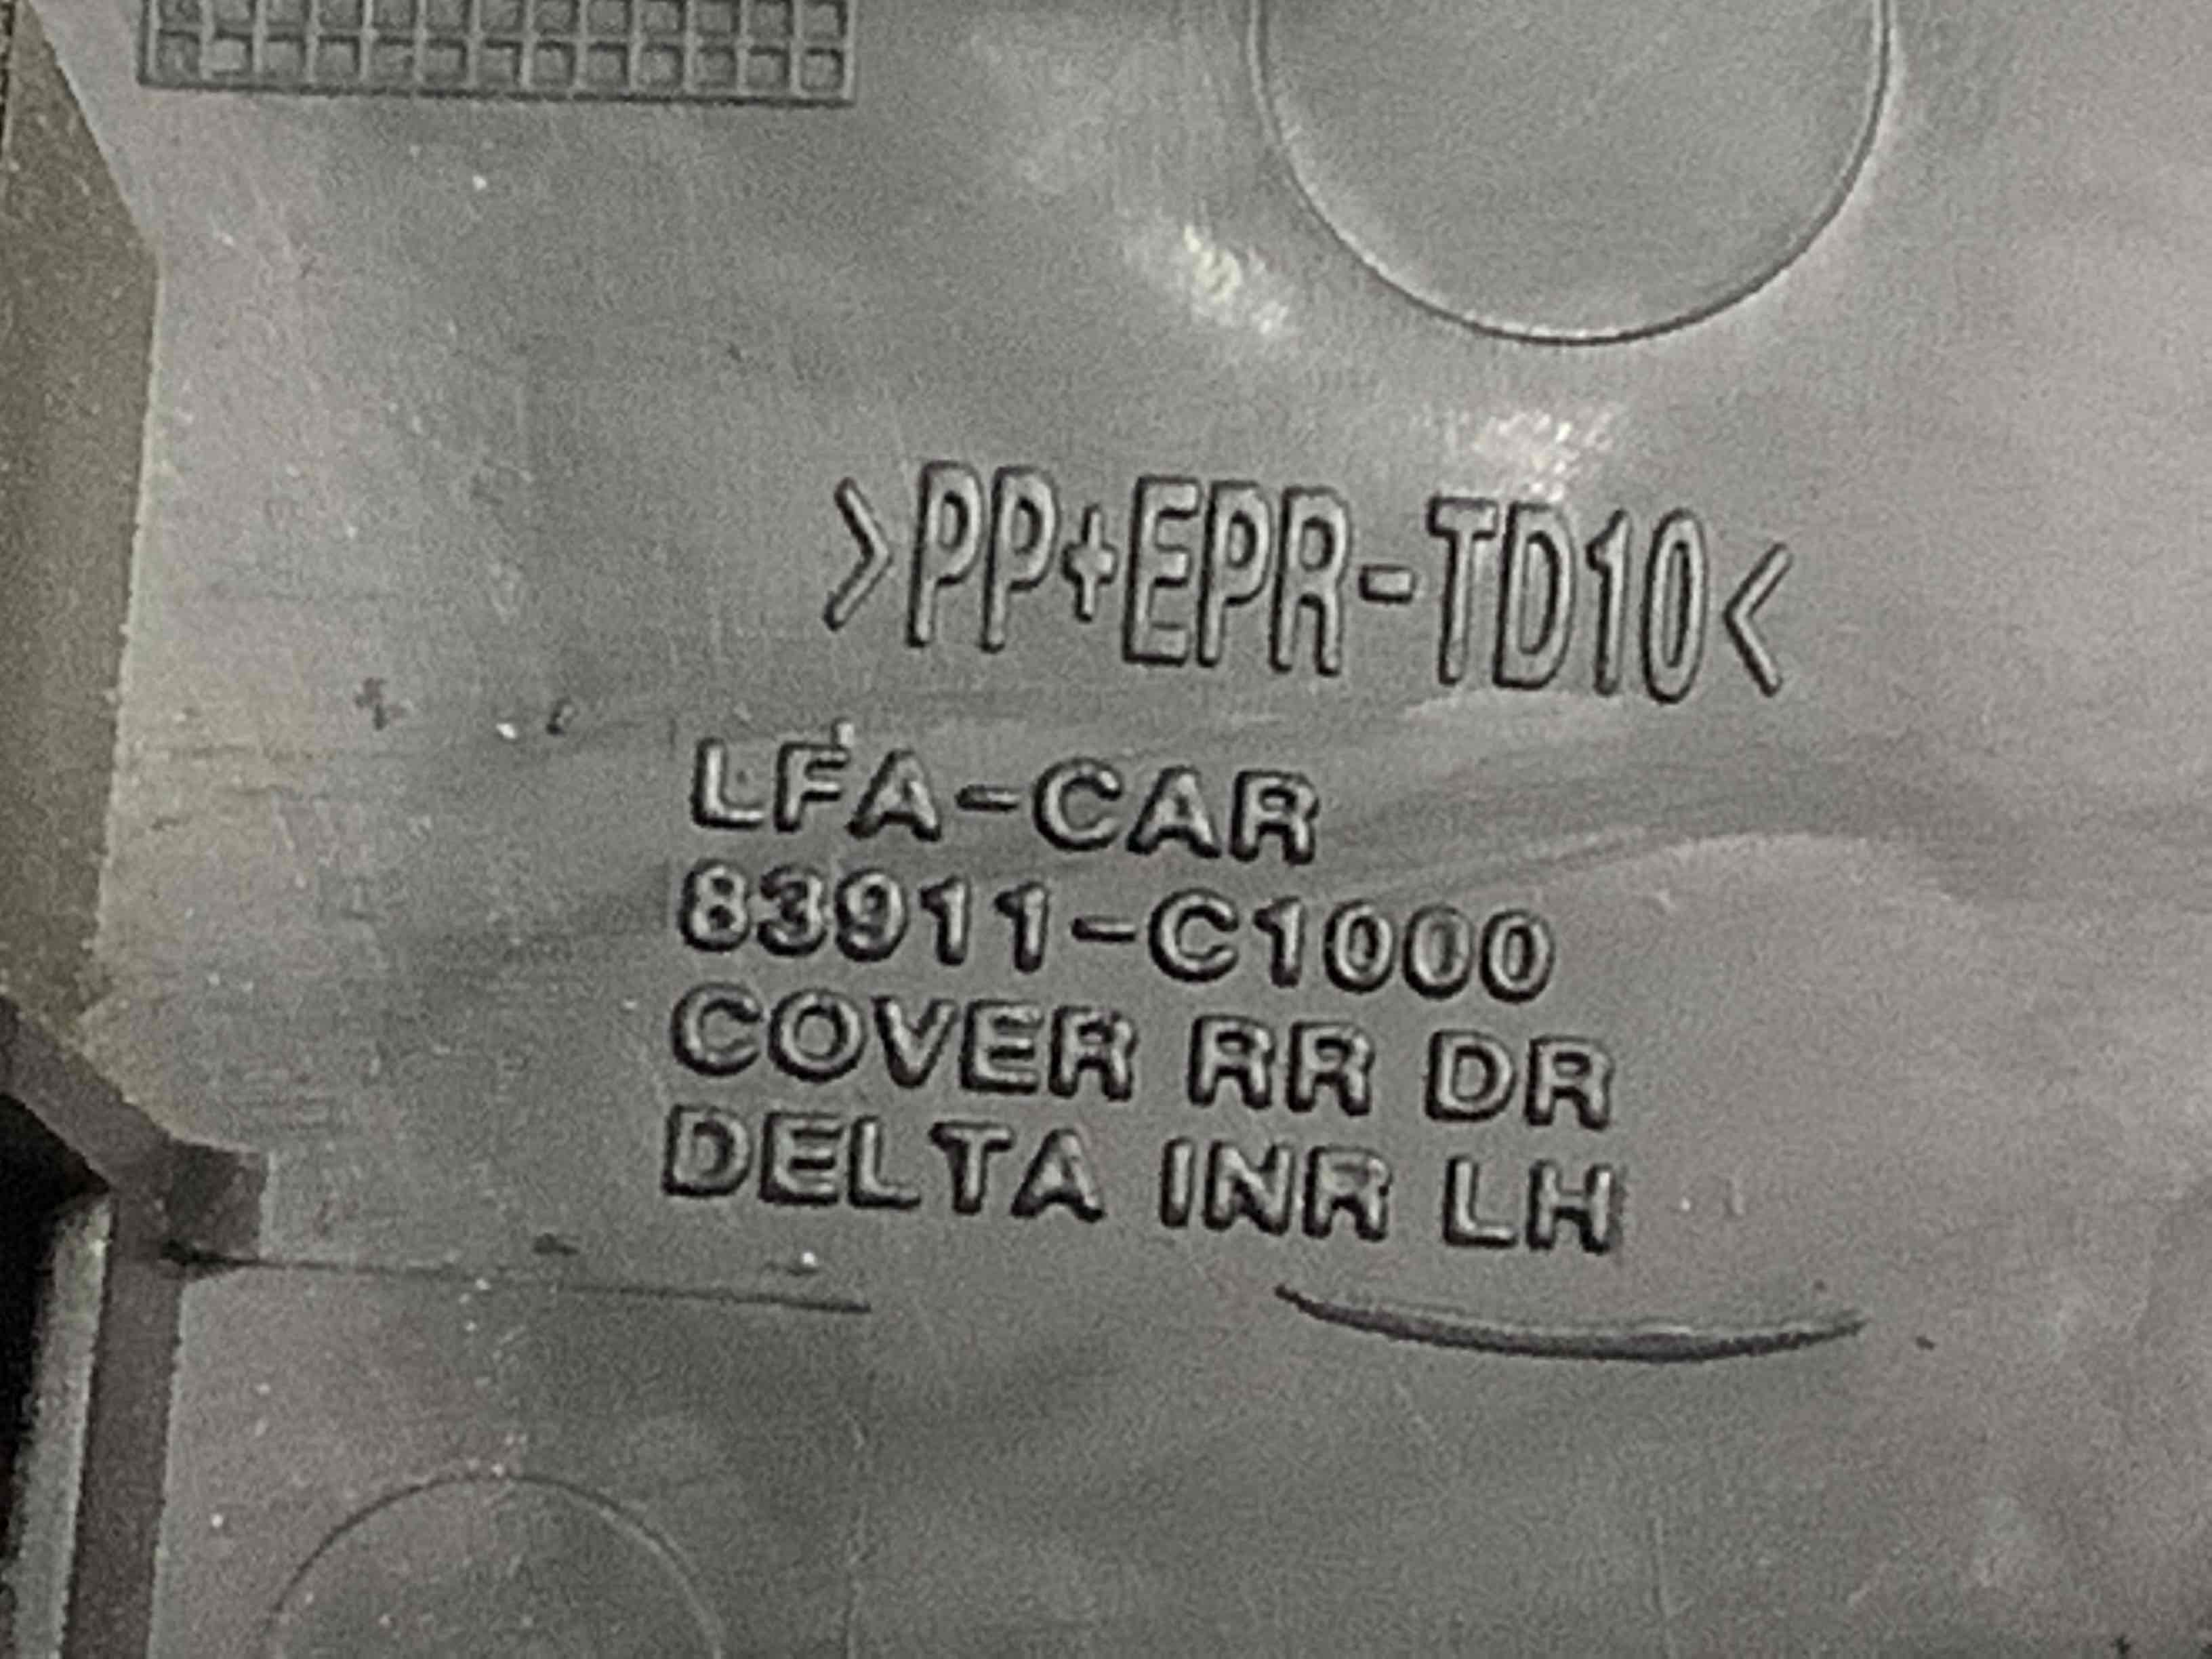 >PP+EPR-TD10<
LFA-CAR
83911-C1000
COVER RR DR
DELTA INR LH